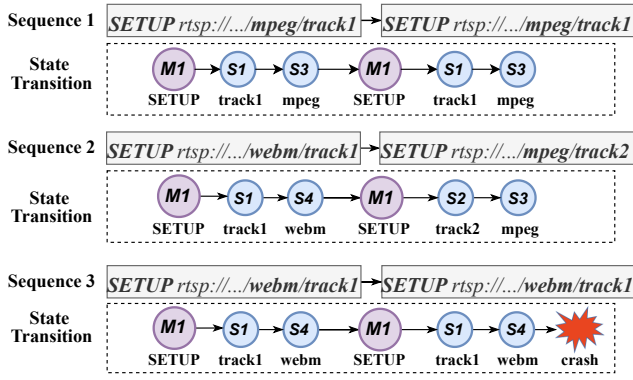 Sequence 1 SETUP rtsp://.../mpeg/track1 SETUP rtsp://.../mpeg/track1
State Transition M1 S1 S3 M1 S1 S3
SETUP track1 mpeg SETUP track1 mpeg
Sequence 2 SETUP rtsp://.../webm/track1 SETUP rtsp://.../mpeg/track2
State Transition M1 S1 S4 M1 S2 S3
SETUP track1 webm SETUP track2 mpeg
Sequence 3 SETUP rtsp://.../webm/track1 SETUP rtsp://.../webm/track1
State Transition M1 S1 S4 M1 S1 S4
SETUP track1 webm SETUP track1 webm crash